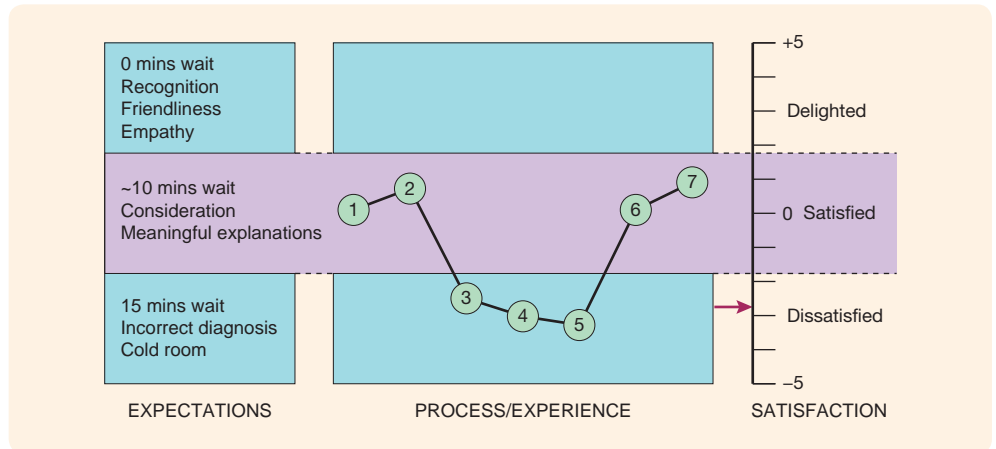 0 mins wait
Recognition
Friendliness
Empathy
~10 mins wait
Consideration
Meaningful explanations
15 mins wait
Incorrect diagnosis
Cold room
EXPECTATIONS
1
2
3
4
5
6
7
PROCESS/EXPERIENCE
+5
Delighted
0 Satisfied
Dissatisfied
–5
SATISFACTION